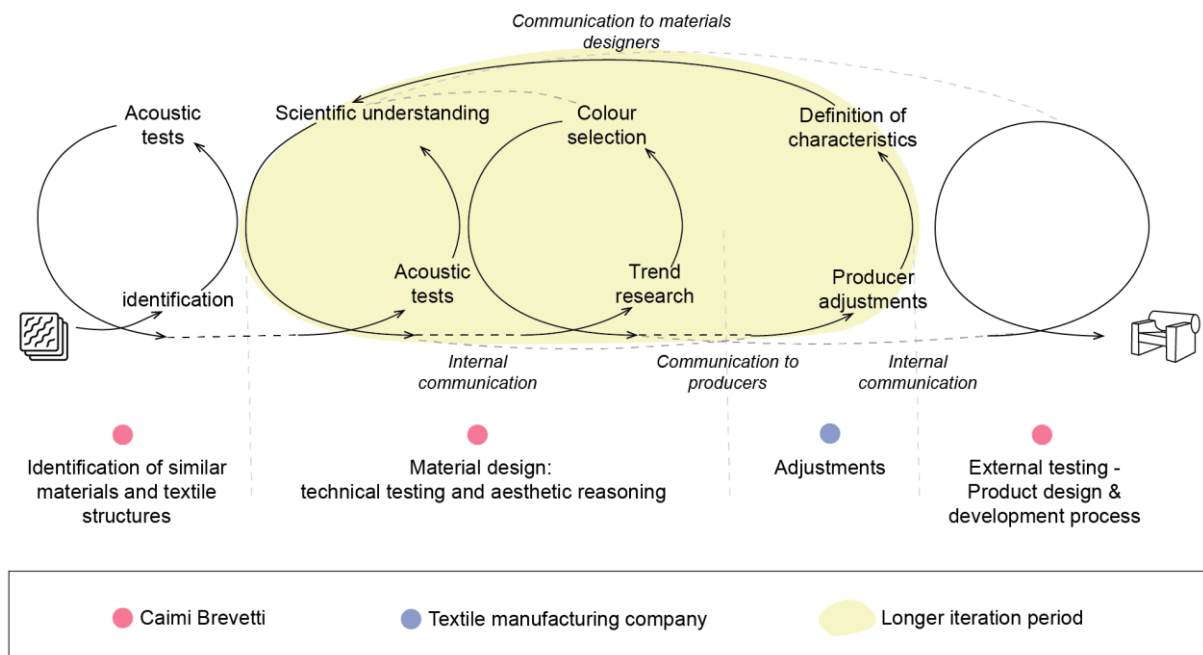 Communication to materials
designers
Acoustic
tests
Scientific understanding
Colour
selection
Definition of
characteristics
identification
Acoustic
tests
Trend
research
Producer
adjustments
Internal
communication
Communication to
producers
Internal
communication
Identification of similar
materials and textile
structures
Material design:
technical testing and aesthetic reasoning
Adjustments
External testing -
Product design &
development process
Caimi Brevetti
Textile manufacturing company
Longer iteration period